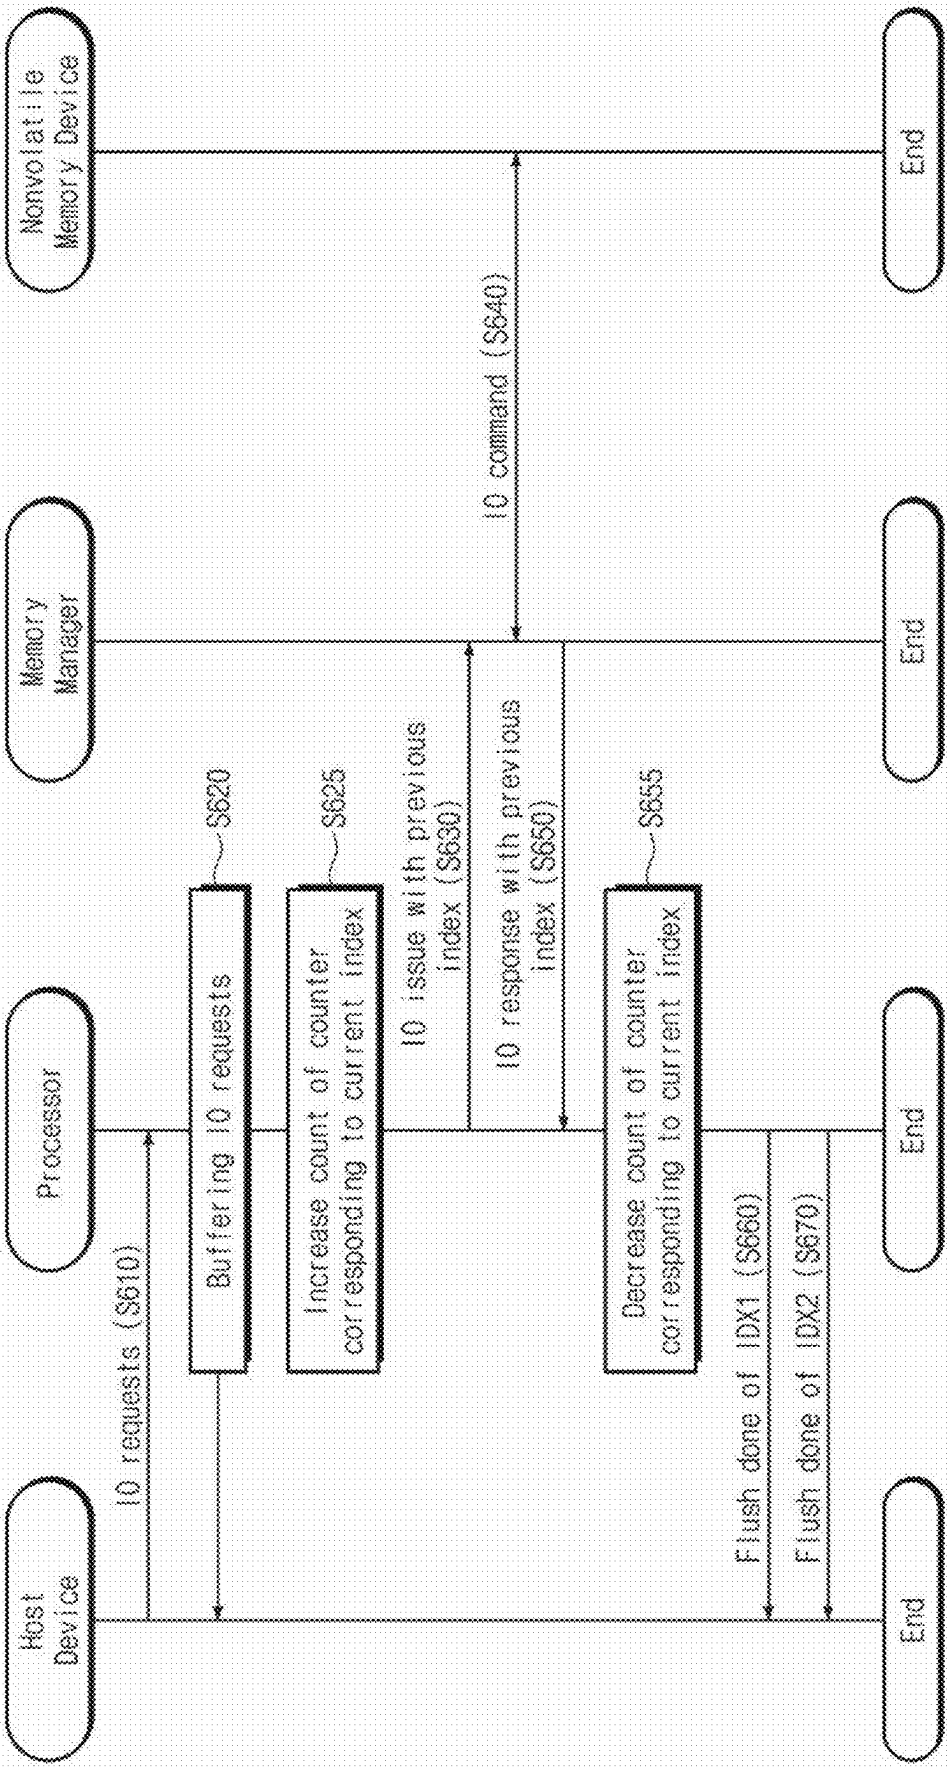 Host
Device
Processor
Memory
Manager
Nonvolatile
Memory Device
IO requests (S610)
Buffering IO requests
S620
Increase count of counter
corresponding to current index
S625
IO issue with previous
index (S630)
IO command (S640)
IO response with previous
index (S650)
Decrease count of counter
corresponding to current index
S655
Flush done of IDX1 (S660)
Flush done of IDX2 (S670)
End
End
End
End